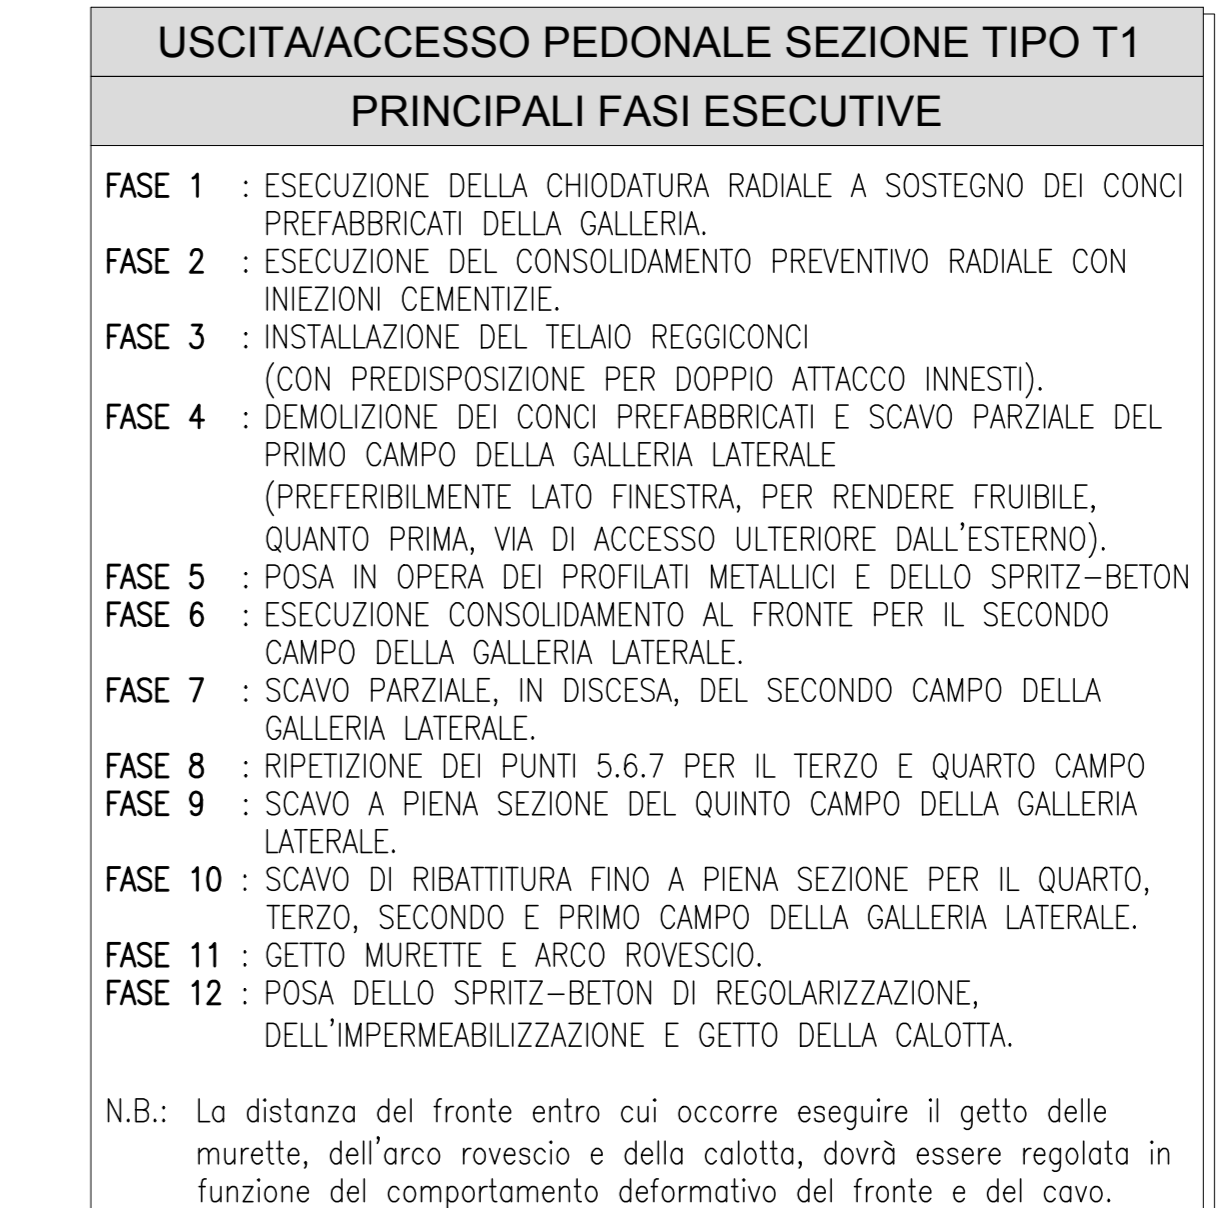 USCITA/ACCESSO PEDONALE SEZIONE TIPO T1
PRINCIPALI FASI ESECUTIVE
FASE 1 : ESECUZIONE DELLA CHIODATURA RADIALE A SOSTEGNO DEI CONCI
PREFABBRICATI DELLA GALLERIA.
FASE 2 : ESECUZIONE DEL CONSOLIDAMENTO PREVENTIVO RADIALE CON
INIEZIONI CEMENTIZIE.
FASE 3 : INSTALLAZIONE DEL TELAIO REGGICONCI
(CON PREDISPOSIZIONE PER DOPPIO ATTACCO INNESTI).
FASE 4 : DEMOLIZIONE DEI CONCI PREFABBRICATI E SCAVO PARZIALE DEL
PRIMO CAMPO DELLA GALLERIA LATERALE
(PREFERIBILMENTE LATO FINESTRA, PER RENDERE FRUIBILE,
QUANTO PRIMA, VIA DI ACCESSO ULTERIORE DALL'ESTERNO).
FASE 5 : POSA IN OPERA DEI PROFILATI METALLICI E DELLO SPRITZ-BETON
FASE 6 : ESECUZIONE CONSOLIDAMENTO AL FRONTE PER IL SECONDO
CAMPO DELLA GALLERIA LATERALE.
FASE 7 : SCAVO PARZIALE, IN DISCESA, DEL SECONDO CAMPO DELLA
GALLERIA LATERALE.
FASE 8 : RIPETIZIONE DEI PUNTI 5.6.7 PER IL TERZO E QUARTO CAMPO
FASE 9 : SCAVO A PIENA SEZIONE DEL QUINTO CAMPO DELLA GALLERIA
LATERALE.
FASE 10 : SCAVO DI RIBATTITURA FINO A PIENA SEZIONE PER IL QUARTO,
TERZO, SECONDO E PRIMO CAMPO DELLA GALLERIA LATERALE.
FASE 11 : GETTO MURETTE E ARCO ROVESCIO.
FASE 12 : POSA DELLO SPRITZ-BETON DI REGOLARIZZAZIONE,
DELL'IMPERMEABILIZZAZIONE E GETTO DELLA CALOTTA.
N.B.: La distanza del fronte entro cui occorre eseguire il getto delle
murette, dell'arco rovescio e della calotta, dovrà essere regolata in
funzione del comportamento deformativo del fronte e del cavo.